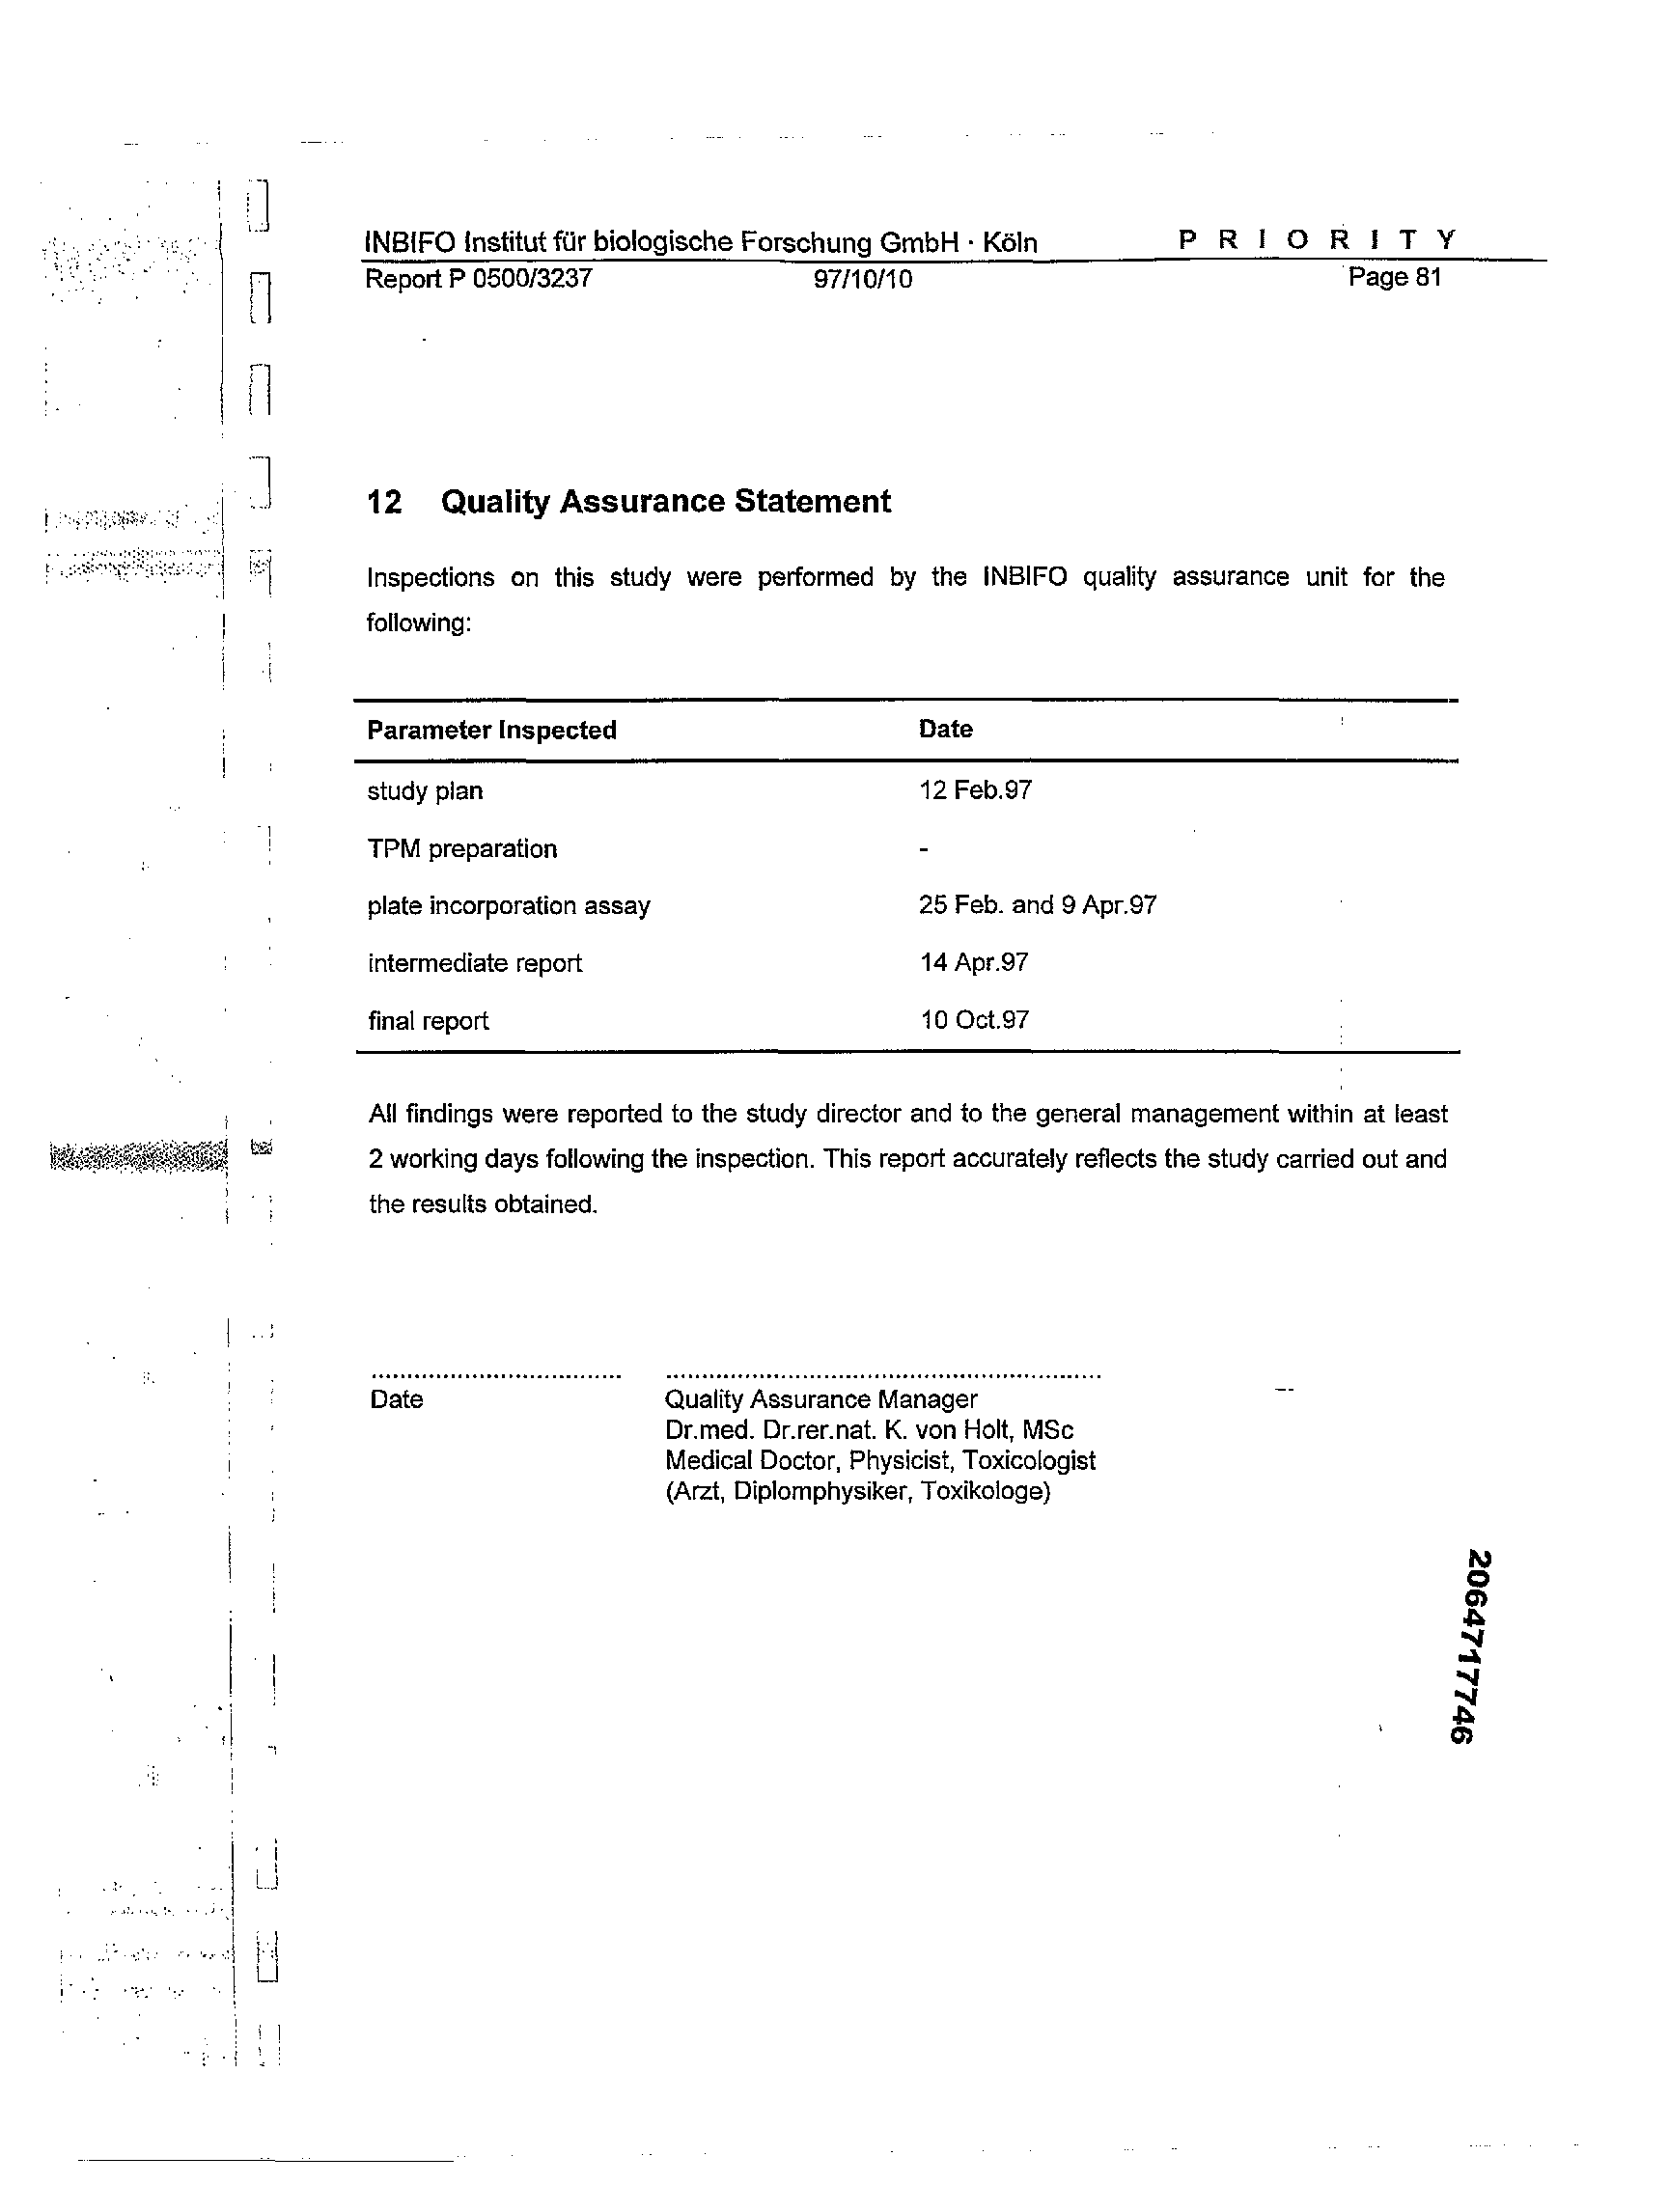 INBIFO Institut für biologische Forschung GmbH · Köln P R I O R I T Y
Report P 0500/3237 97/10/10 Page 81
12 Quality Assurance Statement
Inspections on this study were performed by the INBIFO quality assurance unit for the
following:
Parameter Inspected Date
study plan 12 Feb.97
TPM preparation -
plate incorporation assay 25 Feb. and 9 Apr.97
intermediate report 14 Apr.97
final report 10 Oct.97
All findings were reported to the study director and to the general management within at least
2 working days following the inspection. This report accurately reflects the study carried out and
the results obtained.
Date Quality Assurance Manager
Dr.med. Dr.rer.nat. K. von Holt, MSc
Medical Doctor, Physicist, Toxicologist
(Arzt, Diplomphysiker, Toxikologe)
2064717746